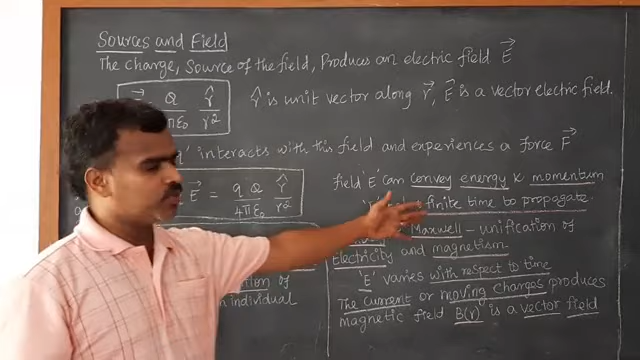 Sources and Field
The charge, Source of the field, Produces an electric field E⃗
Q r̂
4πε₀ r²
r̂ is unit vector along r⃗, E⃗ is a vector electric field.
interacts with this field and experiences a force F⃗
E⃗ = q Q r̂
4πε₀ r²
of
individual
field 'E' can convey energy & momentum
finite time to propagate.
Maxwell - unification of
Electricity and magnetism.
'E' varies with respect to time
The current or moving charges produces
magnetic field B(r) is a vector field